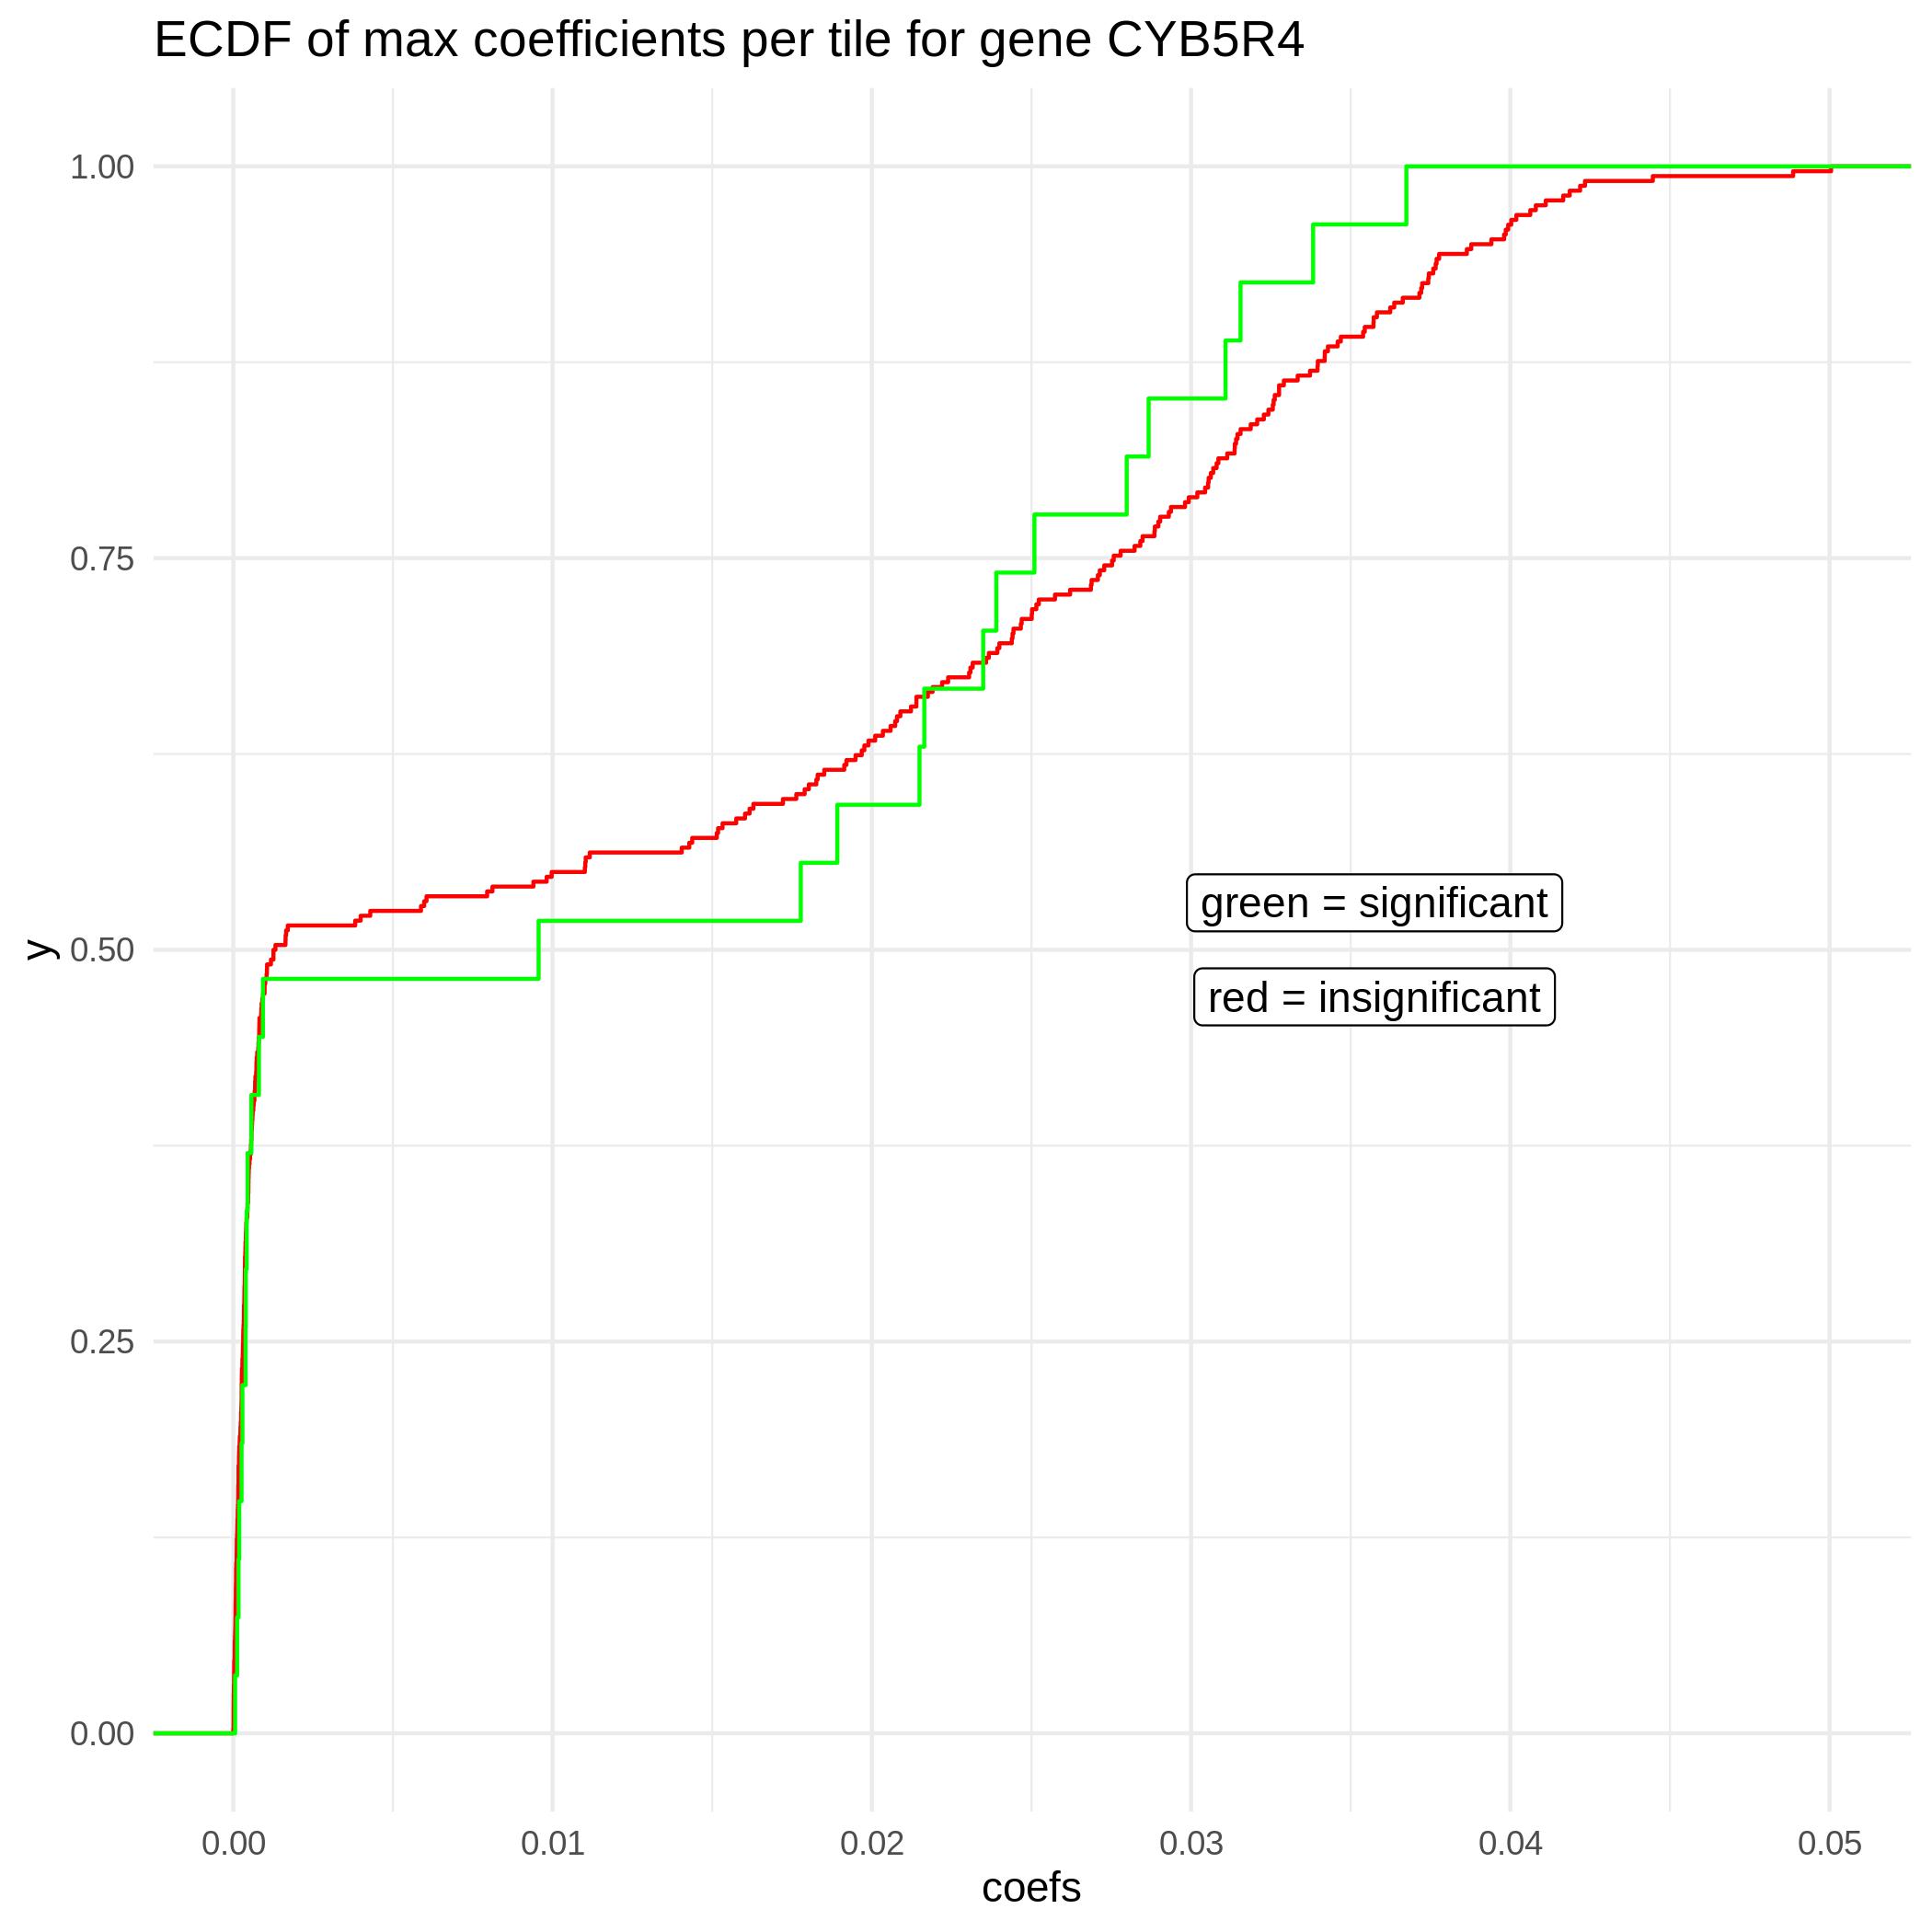 ECDF of max coefficients per tile for gene CYB5R4
1.00
0.75
0.50
0.25
0.00
y
green = significant
red = insignificant
0.00 0.01 0.02 0.03 0.04 0.05
coefs